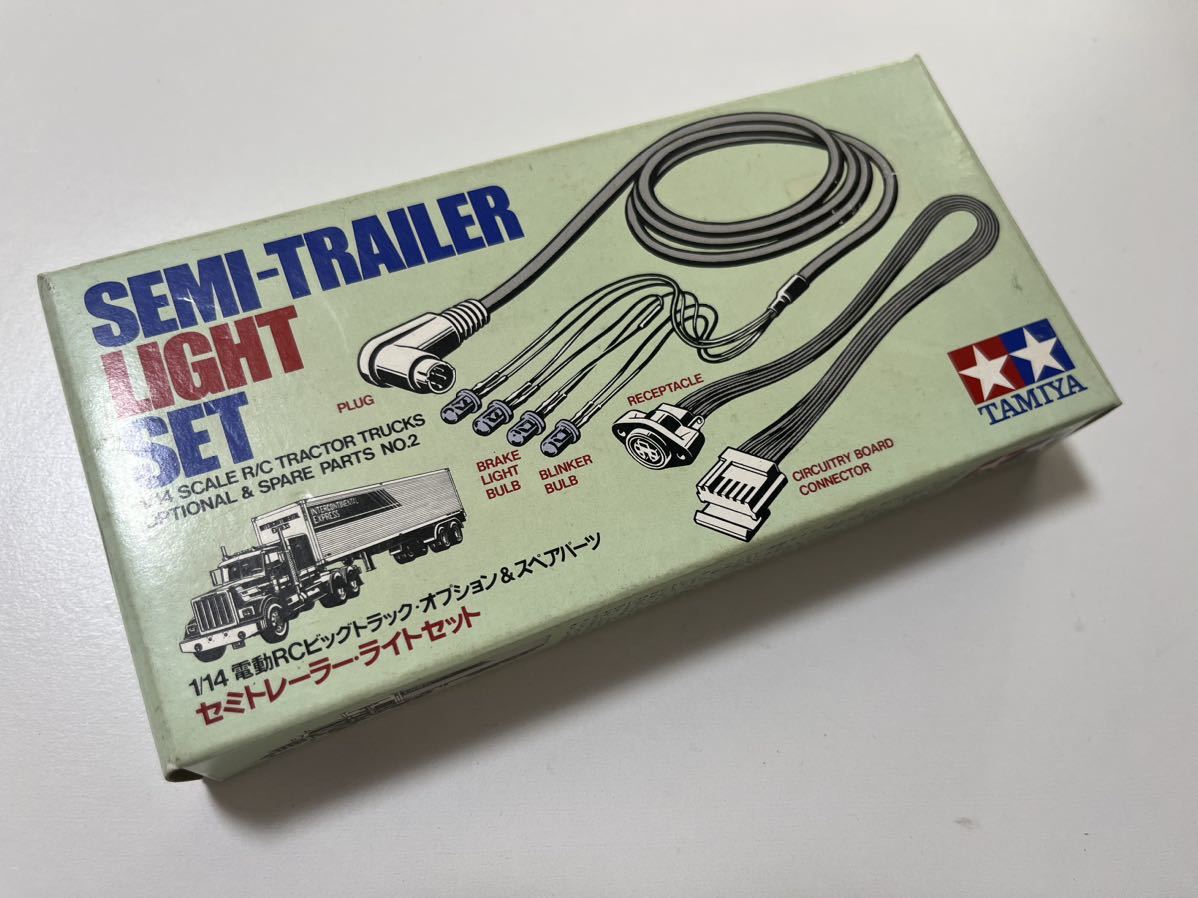 SEMI-TRAILER
LIGHT
SET
1/14 SCALE R/C TRACTOR TRUCKS
OPTIONAL & SPARE PARTS NO.2
PLUG
BRAKE
LIGHT
BULB
BLINKER
BULB
RECEPTACLE
CIRCUITRY BOARD
CONNECTOR
TAMIYA
INTERCONTINENTAL
EXPRESS
1/14 電動RCビッグトラック・オプション&スペアパーツ
セミトレーラー・ライトセット